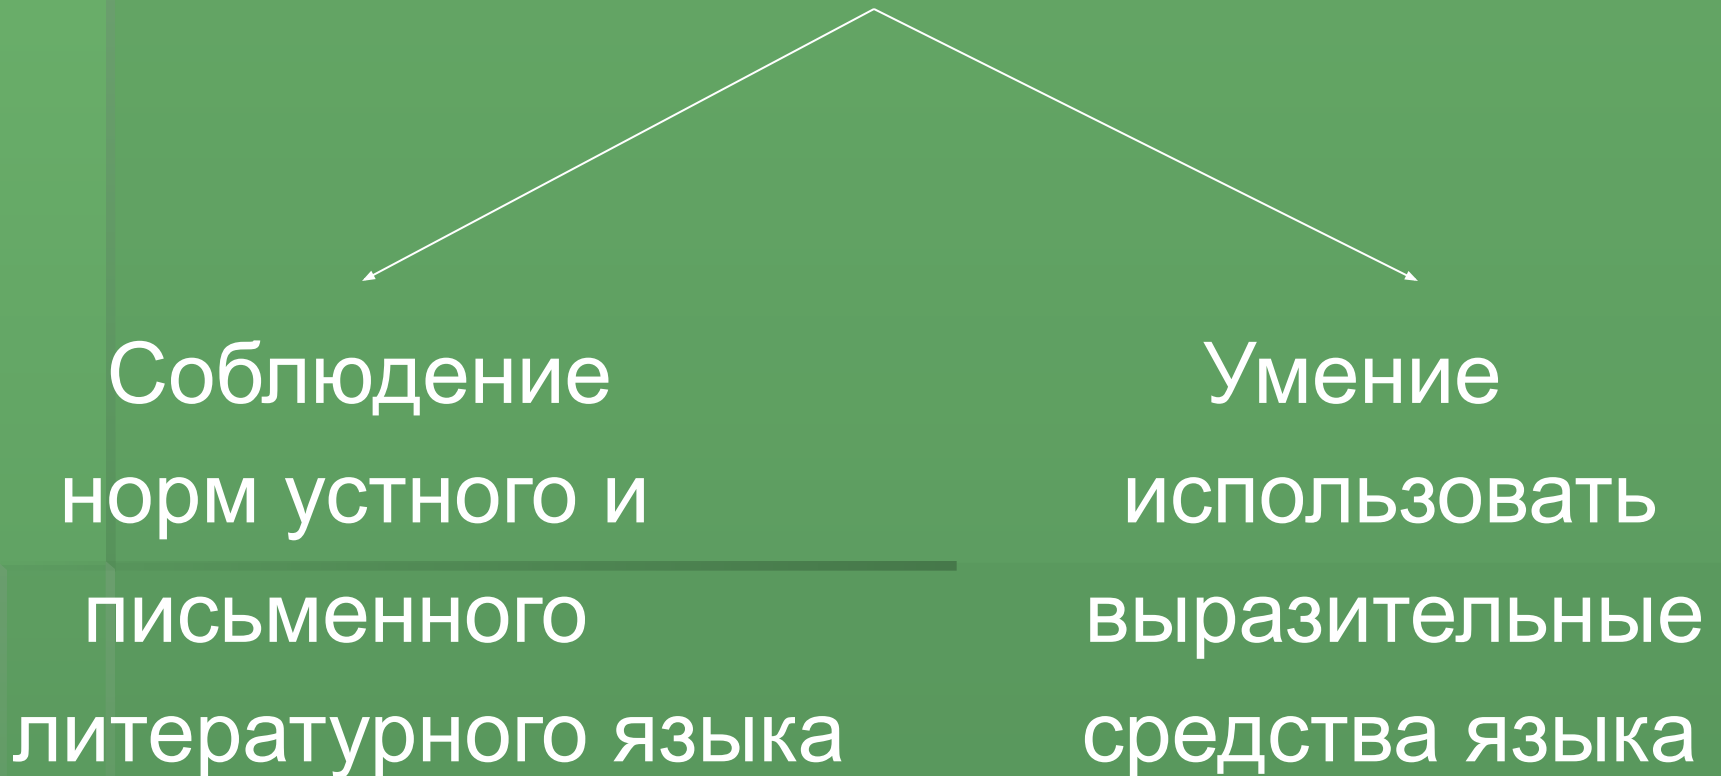 Соблюдение
норм устного и
письменного
литературного языка
Умение
использовать
выразительные
средства языка